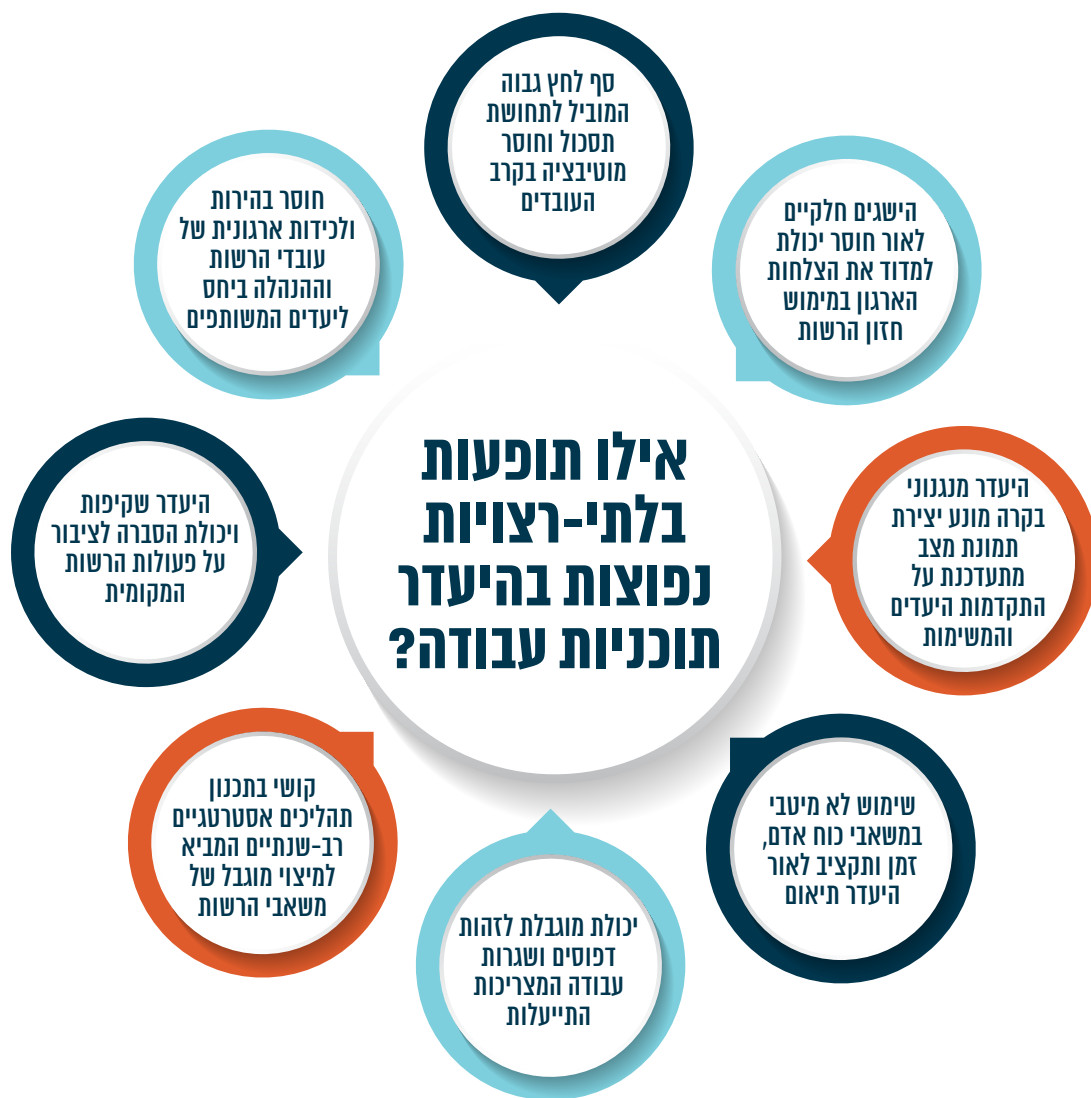 סף לחץ גבוה
המוביל לתחושת
תסכול וחוסר
מוטיבציה בקרב
העובדים
הישגים חלקיים
לאור חוסר יכולת
למדוד את הצלחות
הארגון במימוש
חזון הרשות
היעדר מנגנוני
בקרה מונע יצירת
תמונת מצב
מתעדכנת על
התקדמות היעדים
והמשימות
שימוש לא מיטבי
במשאבי כוח אדם,
זמן ותקציב לאור
היעדר תיאום
יכולת מוגבלת לזהות
דפוסים ושגרות
עבודה המצריכות
התייעלות
קושי בתכנון
תהליכים אסטרטגיים
רב-שנתיים המביא
למיצוי מוגבל של
משאבי הרשות
היעדר שקיפות
ויכולת הסברה לציבור
על פעולות הרשות
המקומית
חוסר בהירות
ולכידות ארגונית של
עובדי הרשות
וההנהלה ביחס
ליעדים המשותפים
אילו תופעות
בלתי-רצויות
נפוצות בהיעדר
תוכניות עבודה?